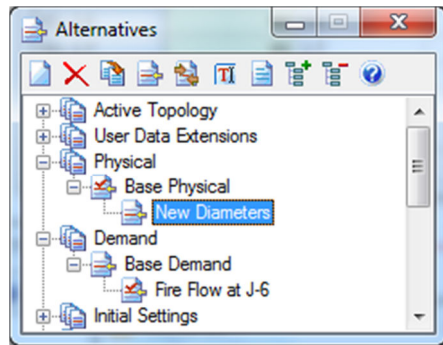 Alternatives
Active Topology
User Data Extensions
Physical
Base Physical
New Diameters
Demand
Base Demand
Fire Flow at J-6
Initial Settings